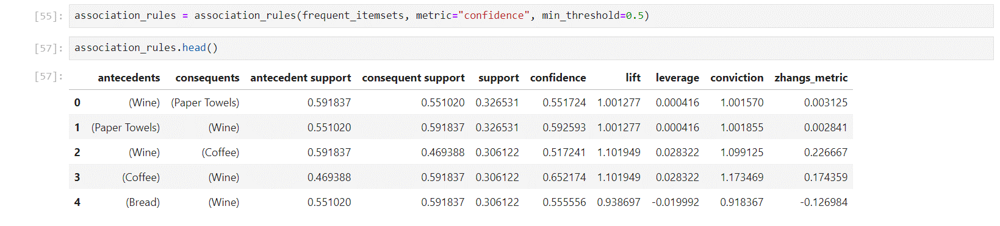 [55]: association_rules = association_rules(frequent_itemsets, metric="confidence", min_threshold=0.5)
[57]: association_rules.head()
[57]: antecedents consequents antecedent support consequent support support confidence lift leverage conviction zhangs_metric
0 (Wine) (Paper Towels) 0.591837 0.551020 0.326531 0.551724 1.001277 0.000416 1.001570 0.003125
1 (Paper Towels) (Wine) 0.551020 0.591837 0.326531 0.592593 1.001277 0.000416 1.001855 0.002841
2 (Wine) (Coffee) 0.591837 0.469388 0.306122 0.517241 1.101949 0.028322 1.099125 0.226667
3 (Coffee) (Wine) 0.469388 0.591837 0.306122 0.652174 1.101949 0.028322 1.173469 0.174359
4 (Bread) (Wine) 0.551020 0.591837 0.306122 0.555556 0.938697 -0.019992 0.918367 -0.126984